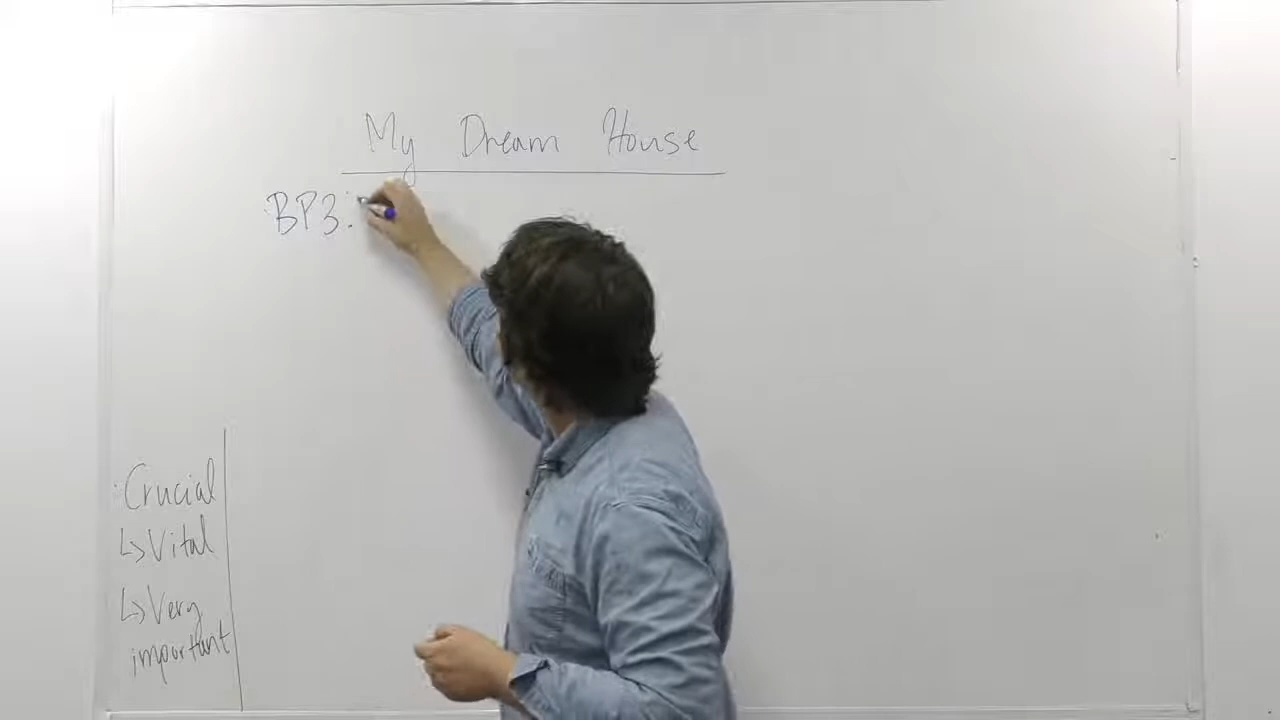 My Dream House
BP3:
Crucial
↳ Vital
↳ Very
important